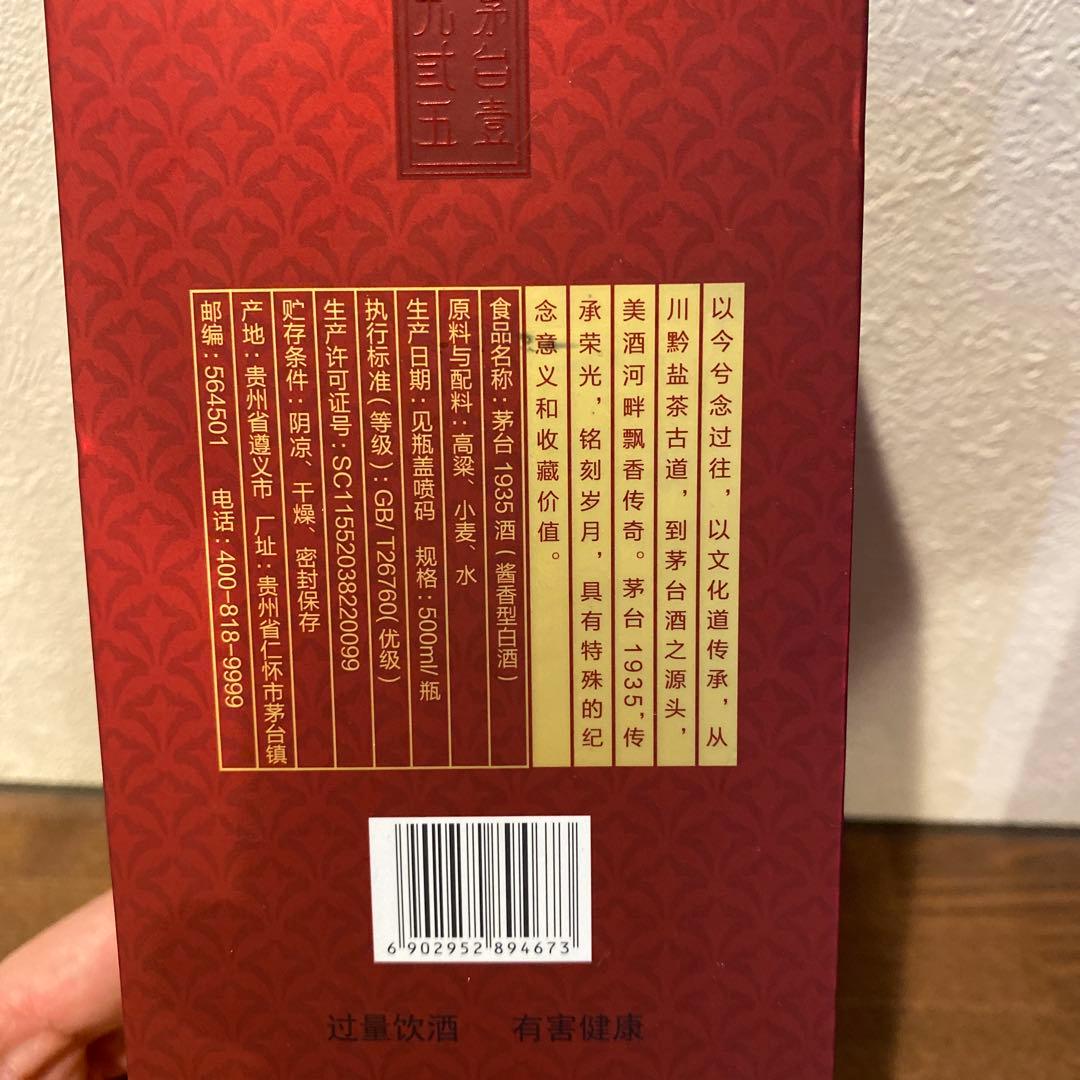 茅台壹
九弎五
以今兮念过往，以文化道传承，从
川黔盐茶古道，到茅台酒之源头，
美酒河畔飘香传奇。茅台1935，传
承荣光，铭刻岁月，具有特殊的纪
念意义和收藏价值。
食品名称：茅台1935酒（酱香型白酒）
原料与配料：高粱、小麦、水
生产日期：见瓶盖喷码 规格：500ml/瓶
执行标准(等级)：GB/T26760(优级)
生产许可证号：SC11552038220099
贮存条件：阴凉、干燥、密封保存
产地：贵州省遵义市 厂址：贵州省仁怀市茅台镇
邮编：564501 电话：400-818-9999
6 902952 894673
过量饮酒 有害健康